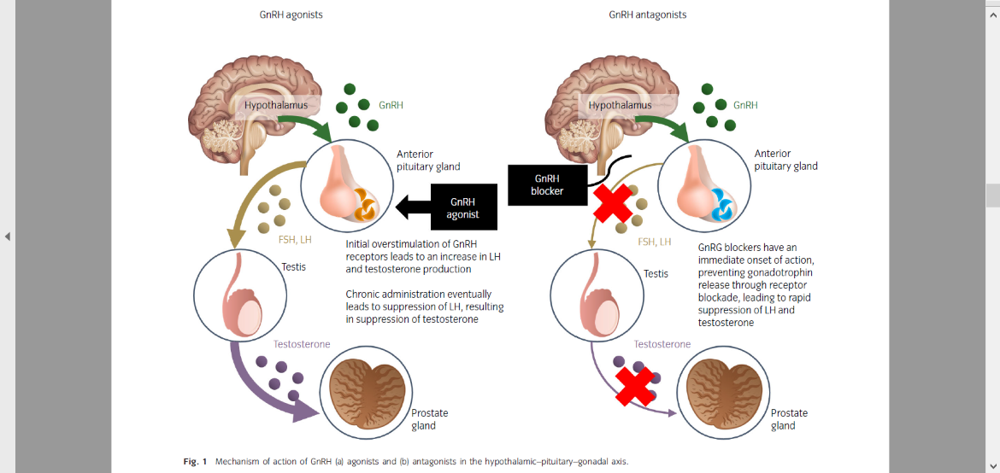 GnRH agonists
Hypothalamus
GnRH
Anterior
pituitary gland
GnRH
agonist
FSH, LH
Initial overstimulation of GnRH
receptors leads to an increase in LH
and testosterone production
Chronic administration eventually
leads to suppression of LH, resulting
in suppression of testosterone
Testis
Testosterone
Prostate
gland
GnRH antagonists
Hypothalamus
GnRH
Anterior
pituitary gland
GnRH
blocker
FSH, LH
GnRG blockers have an
immediate onset of action,
preventing gonadotrophin
release through receptor
blockade, leading to rapid
suppression of LH and
testosterone
Testis
Testosterone
Prostate
gland
Fig. 1 Mechanism of action of GnRH (a) agonists and (b) antagonists in the hypothalamic–pituitary–gonadal axis.